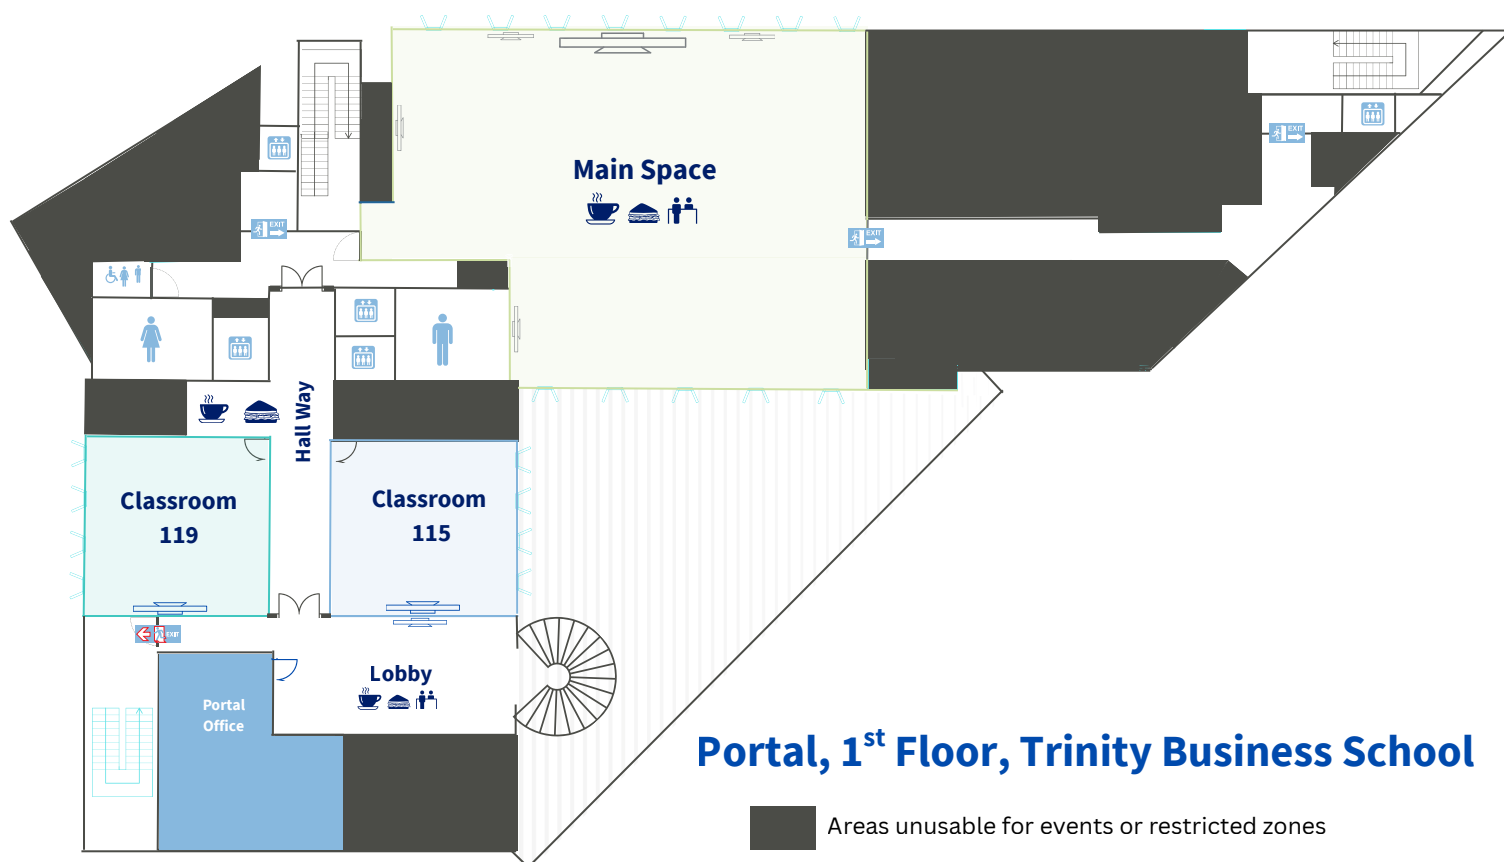 Main Space
EXIT
EXIT
EXIT
Hall Way
Classroom
119
Classroom
115
EXIT
Lobby
Portal
Office
Portal, 1st Floor, Trinity Business School
Areas unusable for events or restricted zones